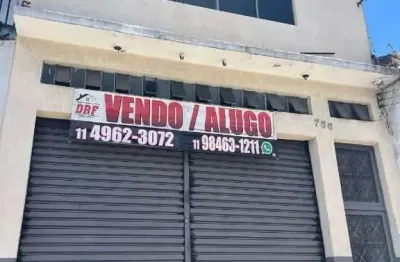 DRF
VENDO / ALUGO
11 4962-3072
11 98463-1211
756